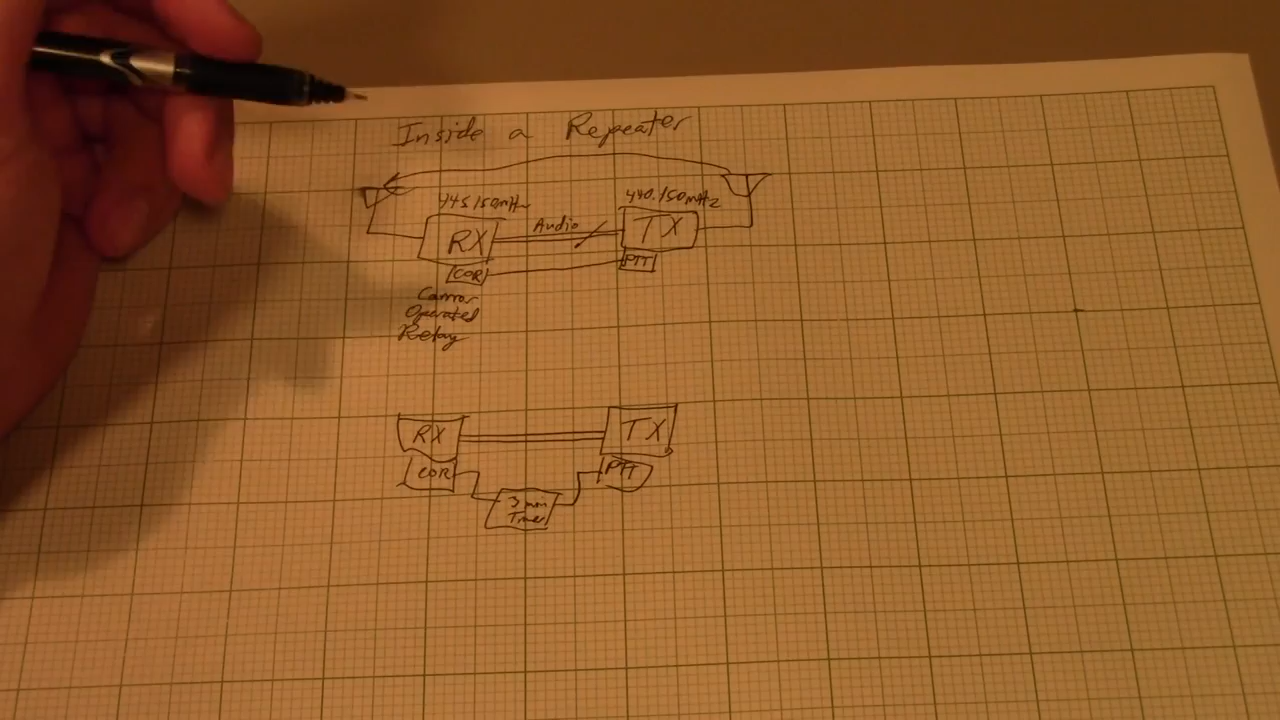 Inside a Repeater
445.150mHz
440.150mHz
RX
Audio
TX
COR
PTT
Carrior
Operated
Relay
RX
TX
COR
PTT
3 min
Timer